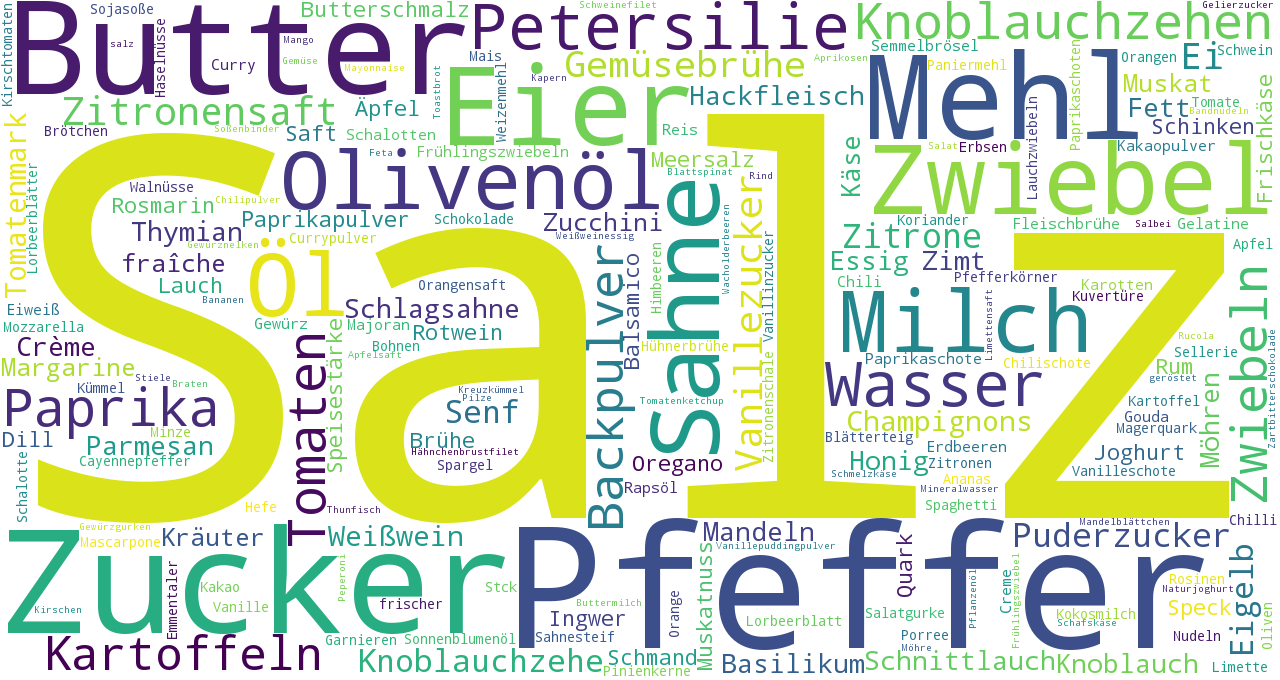 Butter
Petersilie
Knoblauchzehen
Gelierzucker
Schweinefilet
Sojasoße
Butterschmalz
Kirschtomaten
salz
Mango
Haselnüsse
Gemüse
Curry
Mayonnaise
Mais
Kapern
Gemüsebrühe
Aprikosen
Semmelbrösel
Paniermehl
Mehl
Paprikaschoten
Orangen
Ei
Schwein
Muskat
Frischkäse
Eier
Toastbrot
Weizenmehl
Hackfleisch
Zitronensaft
Äpfel
Fett
Tomate
Bandnudeln
Schinken
Tomatenmark
Brötchen
Soßenbinder
Saft
Schalotten
Reis
Käse
Salat
Erbsen
Lauchzwiebeln
Kakaopulver
Feta
Frühlingszwiebeln
Meersalz
Zwiebel
Lorbeerblätter
Walnüsse
Chilipulver
Olivenöl
Blattspinat
Rind
Rosmarin
Paprikapulver
Schokolade
Zucchini
Weißweinessig
Koriander
Fleischbrühe
Salbei
Gelatine
Thymian
Currypulver
Gewürznelken
Zitrone
Apfel
fraîche
Öl
Salz
Sahne
Vanillezucker
Wacholderbeeren
Vanillinzucker
Essig
Zimt
Lauch
Bananen
Orangensaft
Balsamico
Himbeeren
Chili
Pfefferkörner
Karotten
Kuvertüre
Zwiebeln
Eiweiß
Schlagsahne
Backpulver
Milch
Limettensaft
Mozzarella
Gewürz
Majoran
Rotwein
Hühnerbrühe
Rucola
Crème
Bohnen
Apfelsaft
Tomaten
Speisestärke
Zitronenschale
Paprikaschote
Chilischote
Sellerie
Zartbitterschokolade
Margarine
Kümmel
Stiele
Braten
Kreuzkümmel
Pilze
Tomatenketchup
Wasser
Rum
geröstet
Paprika
Senf
Champignons
Kartoffel
Gouda
Möhren
Dill
Minze
Parmesan
Brühe
Blätterteig
Magerquark
Erdbeeren
Joghurt
Cayennepfeffer
Hähnchenbrustfilet
Spargel
Oregano
Honig
Zitronen
Vanilleschote
Schmelzkäse
Ananas
Rapsöl
Mineralwasser
Schalotte
Hefe
Thunfisch
Spaghetti
Gewürzgurken
Mascarpone
Kräuter
Weißwein
Mandeln
Mandelblättchen
Chilli
Puderzucker
Zucker
Pfeffer
Vanillepuddingpulver
Quark
Emmentaler
Kakao
Peperoni
Stck
Muskatnuss
Pflanzenöl
Frühlingszwiebel
Creme
Rosinen
Naturjoghurt
Eigelb
Kirschen
Vanille
frischer
Buttermilch
Orange
Salatgurke
Kokosmilch
Speck
Oliven
Ingwer
Lorbeerblatt
Schafskäse
Kartoffeln
Garnieren
Sonnenblumenöl
Sahnesteif
Porree
Möhre
Nudeln
Knoblauchzehe
Schmand
Pinienkerne
Basilikum
Schnittlauch
Knoblauch
Limette